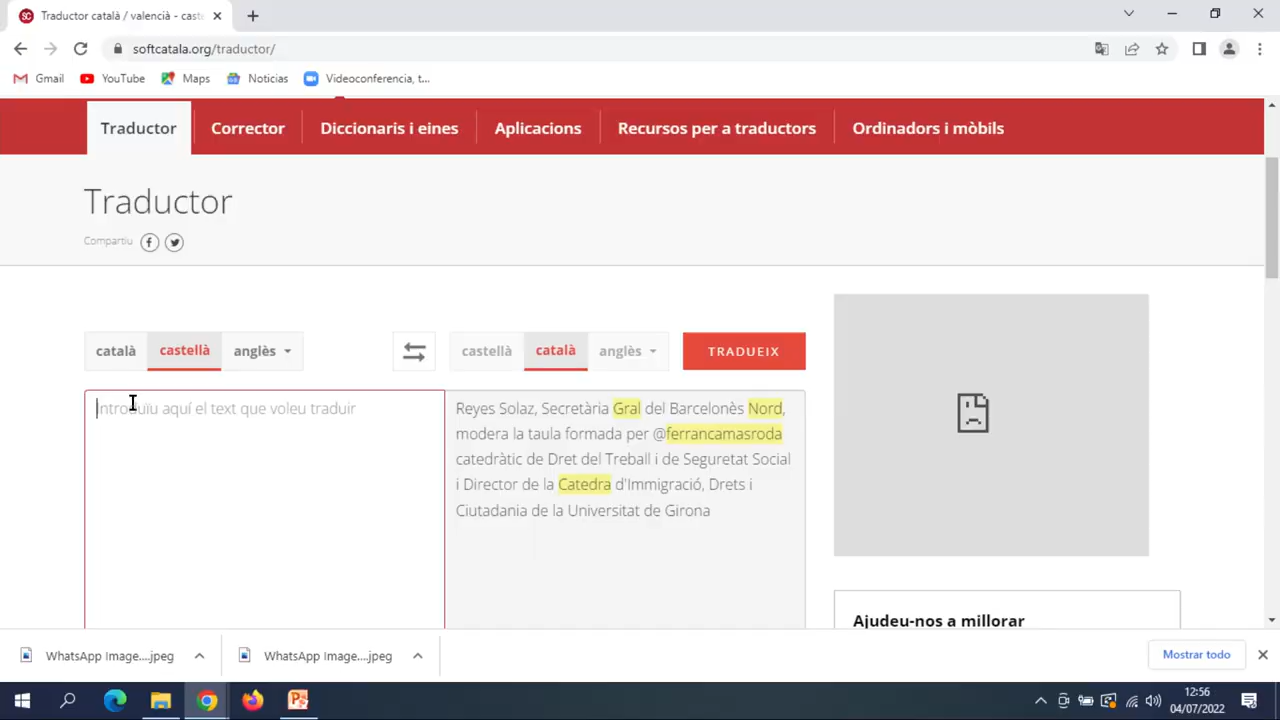 Traductor català / valencià - caste
softcatala.org/traductor/
Gmail
YouTube
Maps
Noticias
Videoconferencia, t...
Traductor
Corrector
Diccionaris i eines
Aplicacions
Recursos per a traductors
Ordinadors i mòbils
Traductor
Compartiu
català
castellà
anglès
castellà
català
anglès
TRADUEIX
Introduïu aquí el text que voleu traduir
Reyes Solaz, Secretària Gral del Barcelonès Nord,
modera la taula formada per @ferrancamasroda
catedràtic de Dret del Treball i de Seguretat Social
i Director de la Catedra d'Immigració, Drets i
Ciutadania de la Universitat de Girona
Ajudeu-nos a millorar
WhatsApp Image....jpeg
WhatsApp Image....jpeg
Mostrar todo
12:56
04/07/2022